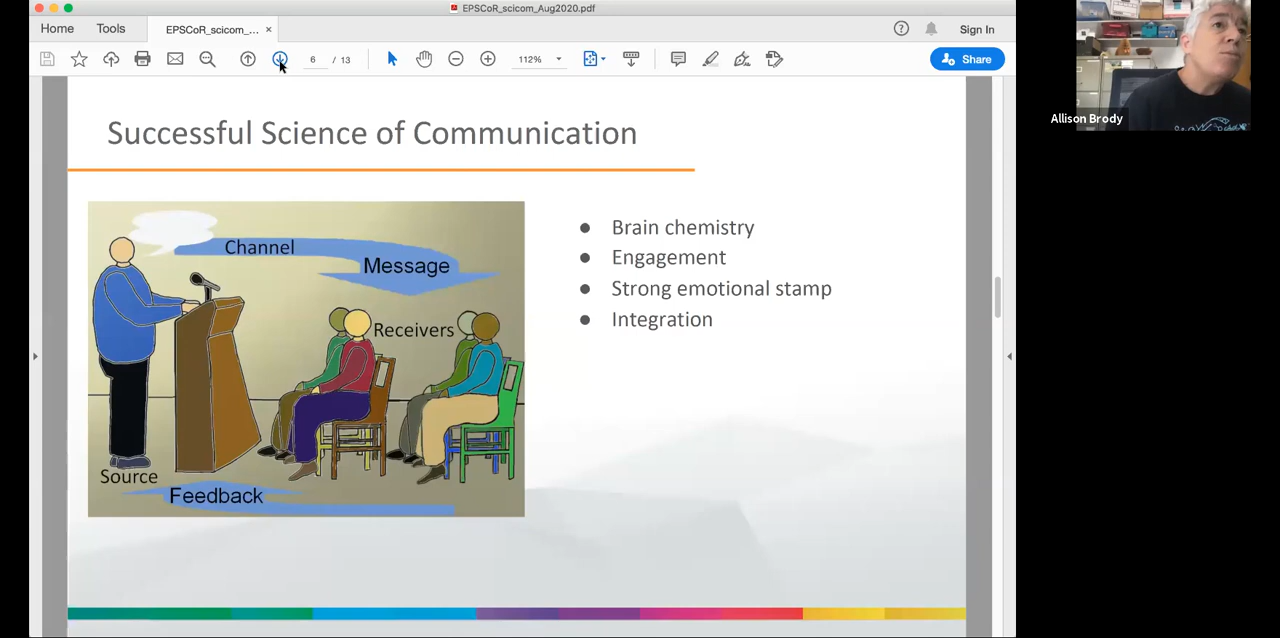 EPSCoR_scicom_Aug2020.pdf
Home Tools EPSCoR_scicom_... × Sign In
6 / 13 112% Share
Allison Brody
Successful Science of Communication
Channel
Message
Receivers
Source
Feedback
● Brain chemistry
● Engagement
● Strong emotional stamp
● Integration